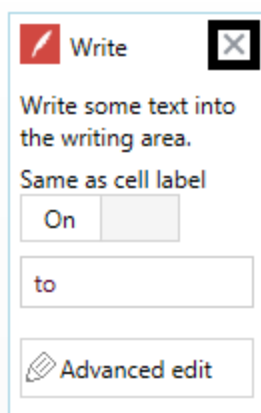 Write
Write some text into
the writing area.
Same as cell label
On
to
Advanced edit